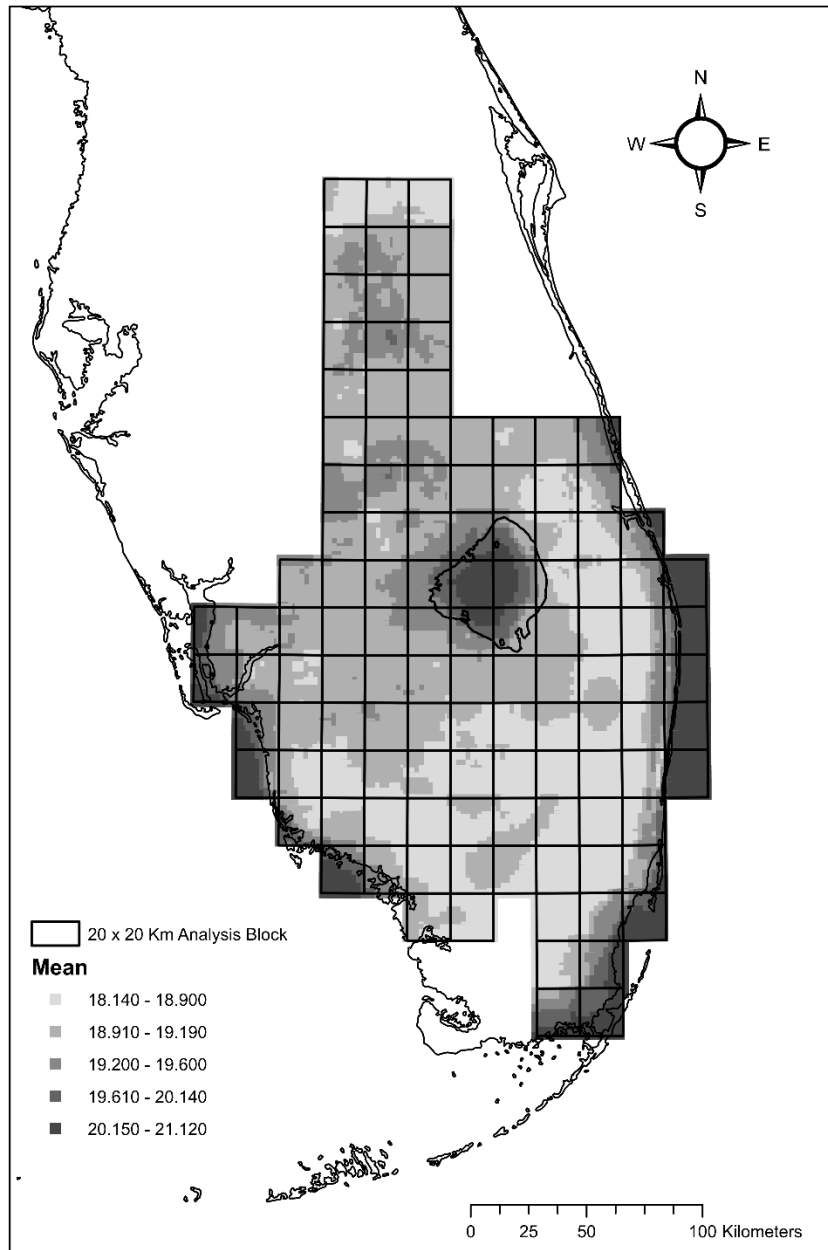 N
W E
S
20 x 20 Km Analysis Block
Mean
18.140 - 18.900
18.910 - 19.190
19.200 - 19.600
19.610 - 20.140
20.150 - 21.120
0 25 50 100 Kilometers